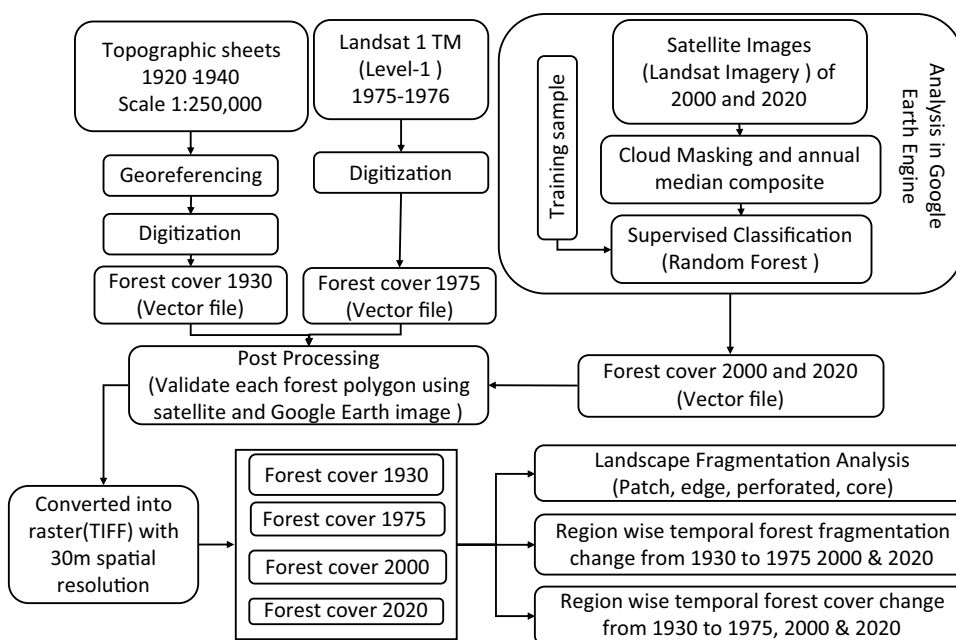 Topographic sheets
1920 -1940
Scale 1:250,000
Georeferencing
Digitization
Forest cover 1930
(Vector file)
Landsat 1 TM
(Level-1 )
1975-1976
Digitization
Forest cover 1975
(Vector file)
Training sample
Satellite Images
(Landsat Imagery ) of
2000 and 2020
Cloud Masking and annual
median composite
Supervised Classification
(Random Forest )
Analysis in Google
Earth Engine
Forest cover 2000 and 2020
(Vector file)
Post Processing
(Validate each forest polygon using
satellite and Google Earth image )
Converted into
raster(TIFF) with
30m spatial
resolution
Forest cover 1930
Forest cover 1975
Forest cover 2000
Forest cover 2020
Landscape Fragmentation Analysis
(Patch, edge, perforated, core)
Region wise temporal forest fragmentation
change from 1930 to 1975 2000 & 2020
Region wise temporal forest cover change
from 1930 to 1975, 2000 & 2020